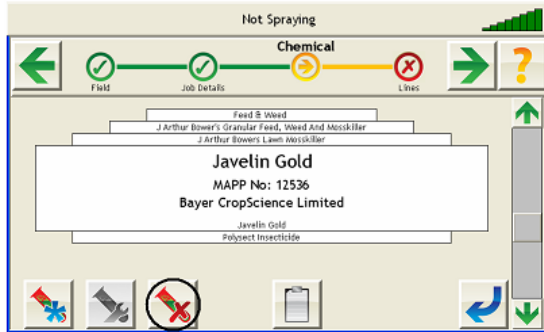 Not Spraying
Chemical
Field
Job Details
Lines
?
Feed & Weed
J Arthur Bower's Granular Feed, Weed And Mosskiller
J Arthur Bowers Lawn Mosskiller
Javelin Gold
MAPP No: 12536
Bayer CropScience Limited
Javelin Gold
Polysect Insecticide